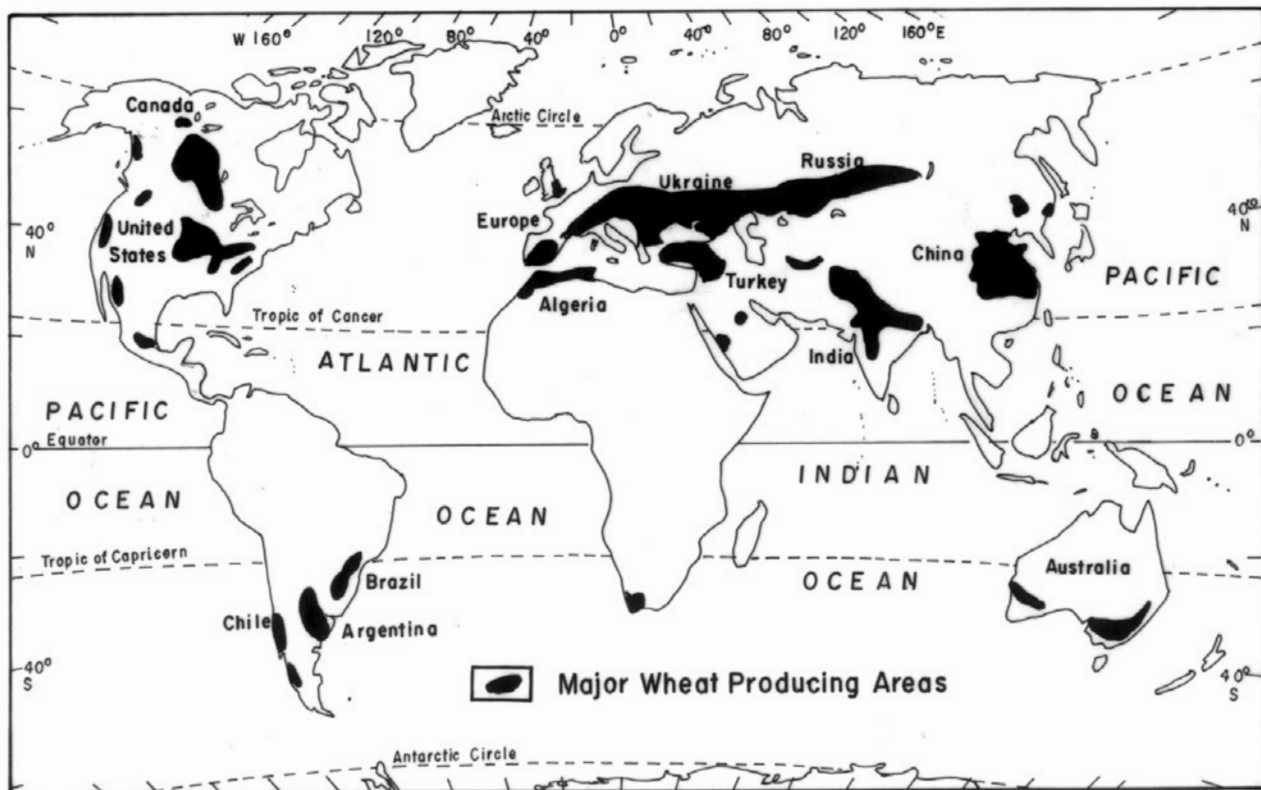 W 160° 120° 80° 40° 0° 40° 80° 120° 160°E
Canada
Arctic Circle
Russia
Ukraine
Europe
40°
N
United
States
China
40°
N
PACIFIC
Turkey
Algeria
Tropic of Cancer
ATLANTIC
India
OCEAN
PACIFIC
Equator
0°
0°
INDIAN
OCEAN
OCEAN
Tropic of Capricern
OCEAN
Australia
Brazil
Chile
Argentina
40°
S
40°
S
Major Wheat Producing Areas
Antarctic Circle